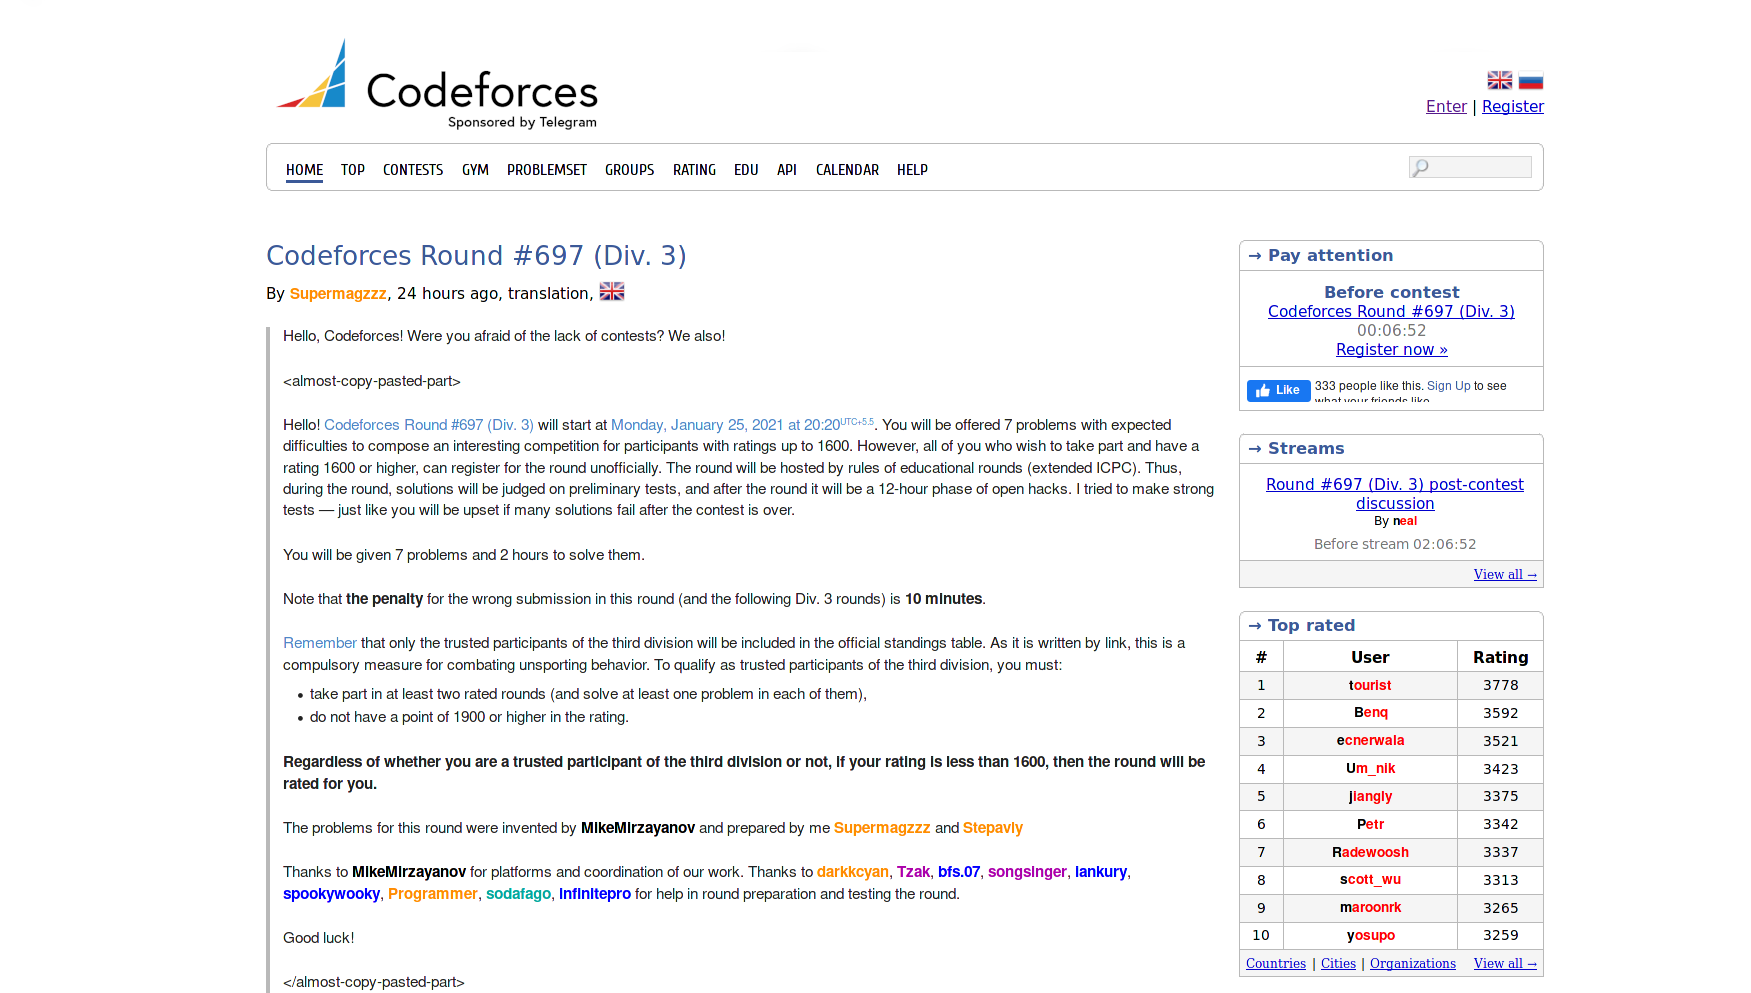 Codeforces
Sponsored by Telegram
Enter | Register
HOME TOP CONTESTS GYM PROBLEMSET GROUPS RATING EDU API CALENDAR HELP
Codeforces Round #697 (Div. 3)
By Supermagzzz, 24 hours ago, translation,
Hello, Codeforces! Were you afraid of the lack of contests? We also!
<almost-copy-pasted-part>
Hello! Codeforces Round #697 (Div. 3) will start at Monday, January 25, 2021 at 20:20UTC+5.5. You will be offered 7 problems with expected
difficulties to compose an interesting competition for participants with ratings up to 1600. However, all of you who wish to take part and have a
rating 1600 or higher, can register for the round unofficially. The round will be hosted by rules of educational rounds (extended ICPC). Thus,
during the round, solutions will be judged on preliminary tests, and after the round it will be a 12-hour phase of open hacks. I tried to make strong
tests — just like you will be upset if many solutions fail after the contest is over.
You will be given 7 problems and 2 hours to solve them.
Note that the penalty for the wrong submission in this round (and the following Div. 3 rounds) is 10 minutes.
Remember that only the trusted participants of the third division will be included in the official standings table. As it is written by link, this is a
compulsory measure for combating unsporting behavior. To qualify as trusted participants of the third division, you must:
• take part in at least two rated rounds (and solve at least one problem in each of them),
• do not have a point of 1900 or higher in the rating.
Regardless of whether you are a trusted participant of the third division or not, if your rating is less than 1600, then the round will be
rated for you.
The problems for this round were invented by MikeMirzayanov and prepared by me Supermagzzz and Stepavly
Thanks to MikeMirzayanov for platforms and coordination of our work. Thanks to darkkcyan, Tzak, bfs.07, songsinger, lankury,
spookywooky, Programmer, sodafago, infinitepro for help in round preparation and testing the round.
Good luck!
</almost-copy-pasted-part>
→ Pay attention
Before contest
Codeforces Round #697 (Div. 3)
00:06:52
Register now »
Like 333 people like this. Sign Up to see
what your friends like.
→ Streams
Round #697 (Div. 3) post-contest
discussion
By neal
Before stream 02:06:52
View all →
→ Top rated
# User Rating
1 tourist 3778
2 Benq 3592
3 ecnerwala 3521
4 Um_nik 3423
5 jiangly 3375
6 Petr 3342
7 Radewoosh 3337
8 scott_wu 3313
9 maroonrk 3265
10 yosupo 3259
Countries | Cities | Organizations View all →